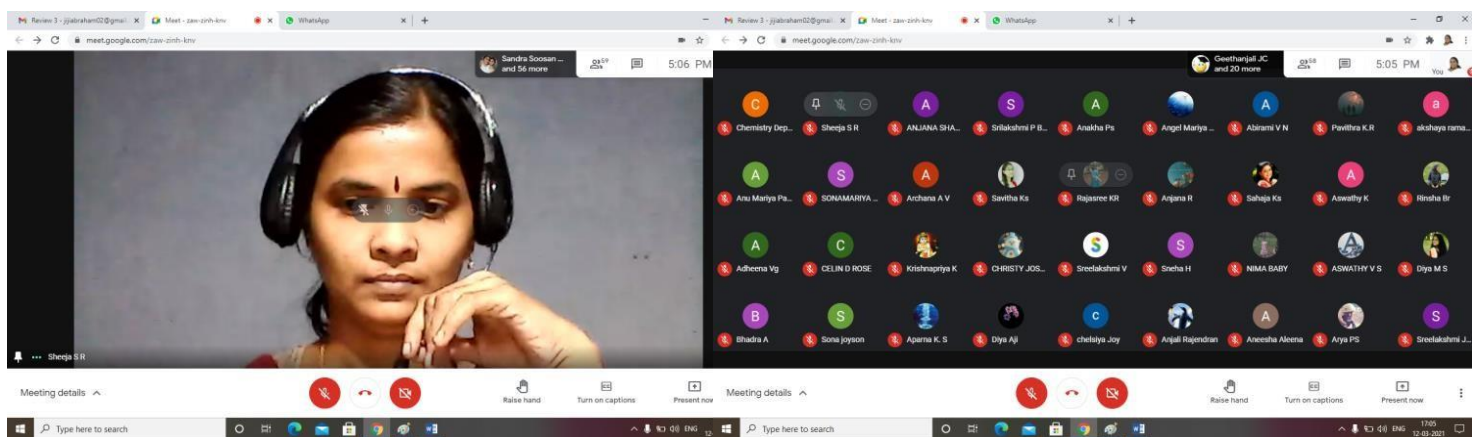 Review 3 - jijiabraham02@gmai
Meet - zaw-zinh-knv
WhatsApp
meet.google.com/zaw-zinh-knv
Sandra Soosan ...
and 56 more
59
5:06 PM
Sheeja S R
Meeting details
Raise hand
Turn on captions
Present now
Type here to search
ENG
12-
Review 3 - jijiabraham02@gmai
Meet - zaw-zinh-knv
WhatsApp
meet.google.com/zaw-zinh-knv
Geethanjali JC
and 20 more
58
5:05 PM
You
C A S A A a
Chemistry Dep... Sheeja S R ANJANA SHA... Srilakshmi P B... Anakha Ps Angel Mariya ... Abirami V N Pavithra K.R akshaya rama...
A S A A
Anu Mariya Pa... SONAMARIYA ... Archana A V Savitha Ks Rajasree KR Anjana R Sahaja Ks Aswathy K Rinsha Br
A C S S A
Adheena Vg CELIN D ROSE Krishnapriya K CHRISTY JOS... Sreelakshmi V Sneha H NIMA BABY ASWATHY V S Diya M S
B S c A S
Bhadra A Sona joyson Aparna K. S Diya Aji chelsiya Joy Anjali Rajendran Aneesha Aleena Arya PS Sreelakshmi J...
Meeting details
Raise hand
Turn on captions
Present now
Type here to search
ENG
17:05
12-03-2021